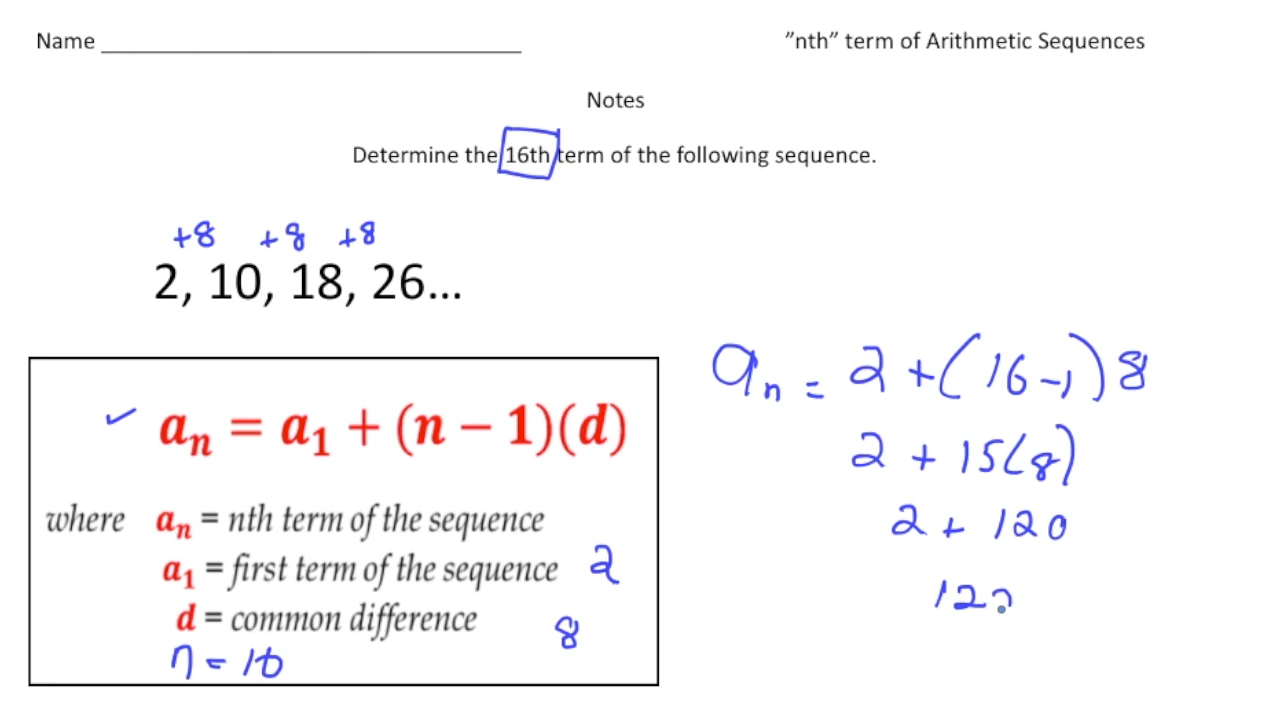 Name ________________________________ ”nth” term of Arithmetic Sequences
Notes
Determine the 16th term of the following sequence.
+8 +8 +8
2, 10, 18, 26...
aₙ = a₁ + (n − 1)(d)
where aₙ = nth term of the sequence
a₁ = first term of the sequence 2
d = common difference 8
n = 16
aₙ = 2 + (16 - 1) 8
2 + 15(8)
2 + 120
122